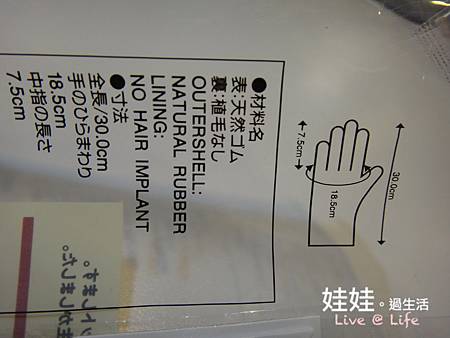 ●材料名
表:天然ゴム
裏:植毛なし
OUTERSHELL:
NATURAL RUBBER
LINING:
NO HAIR IMPLANT
●寸法
全長/30.0cm
手のひらまわり
18.5cm
中指の長さ
7.5cm
7.5cm
18.5cm
30.0cm
娃娃。過生活
Live @ Life